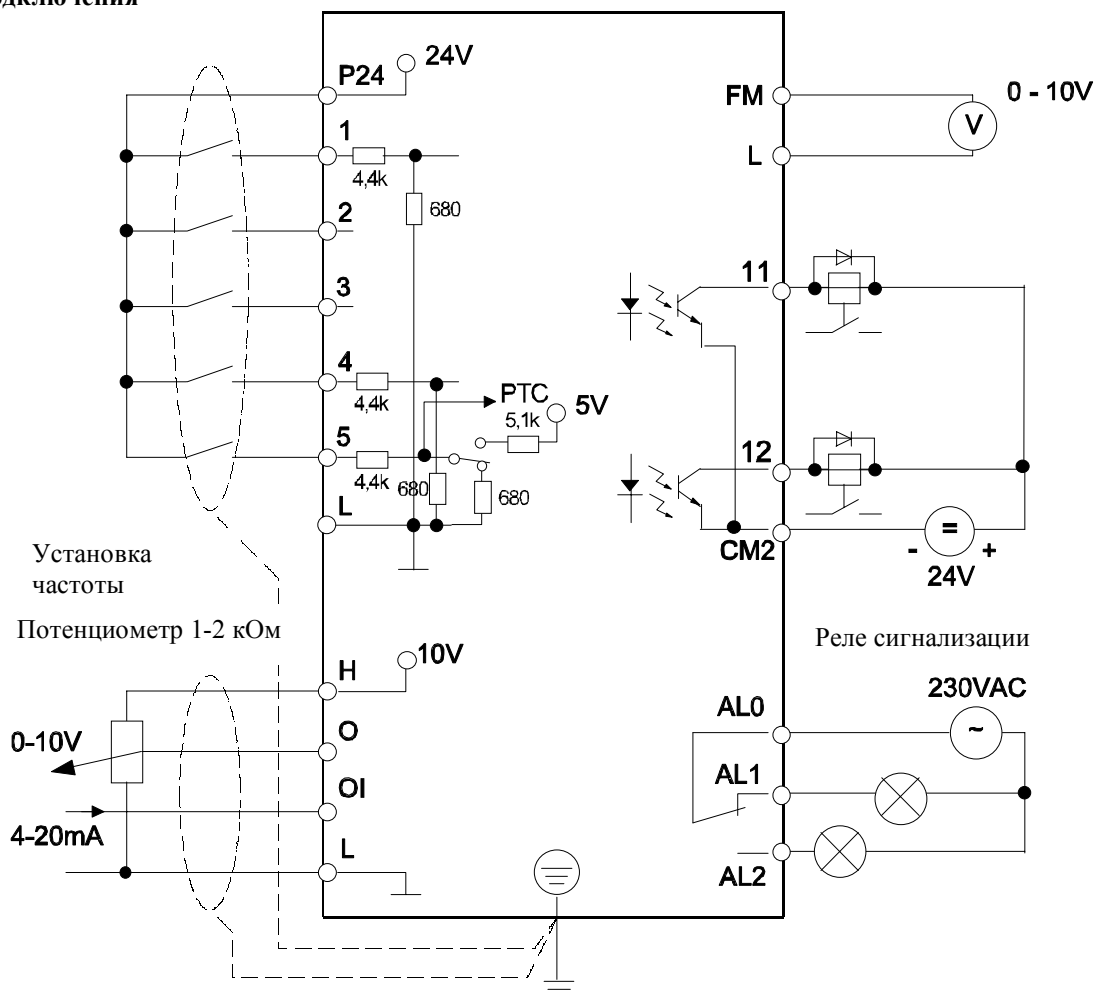 P24
24V
1
4,4k
680
2
3
4
4,4k
PTC
5,1k
5V
5
4,4k
680
680
L
FM
0 - 10V
V
L
11
12
=
CM2
- +
24V
Установка
частоты
Потенциометр 1-2 кОм
H
10V
0-10V
O
OI
4-20mA
L
Реле сигнализации
230VAC
AL0
~
AL1
AL2